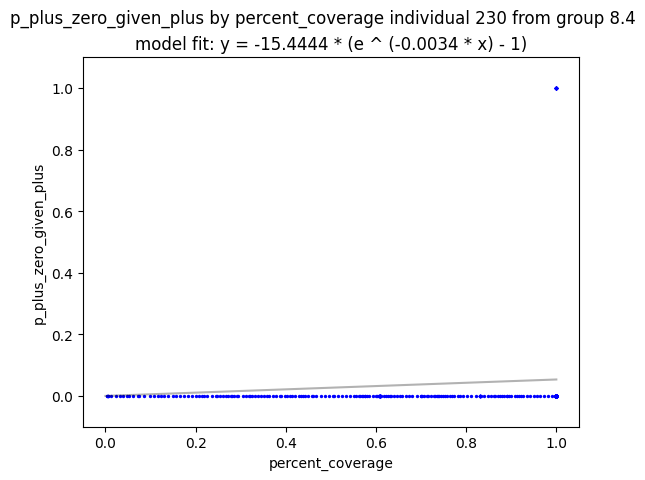 p_plus_zero_given_plus by percent_coverage individual 230 from group 8.4
model fit: y = -15.4444 * (e ^ (-0.0034 * x) - 1)
1.0
0.8
0.6
0.4
0.2
0.0
p_plus_zero_given_plus
0.0 0.2 0.4 0.6 0.8 1.0
percent_coverage